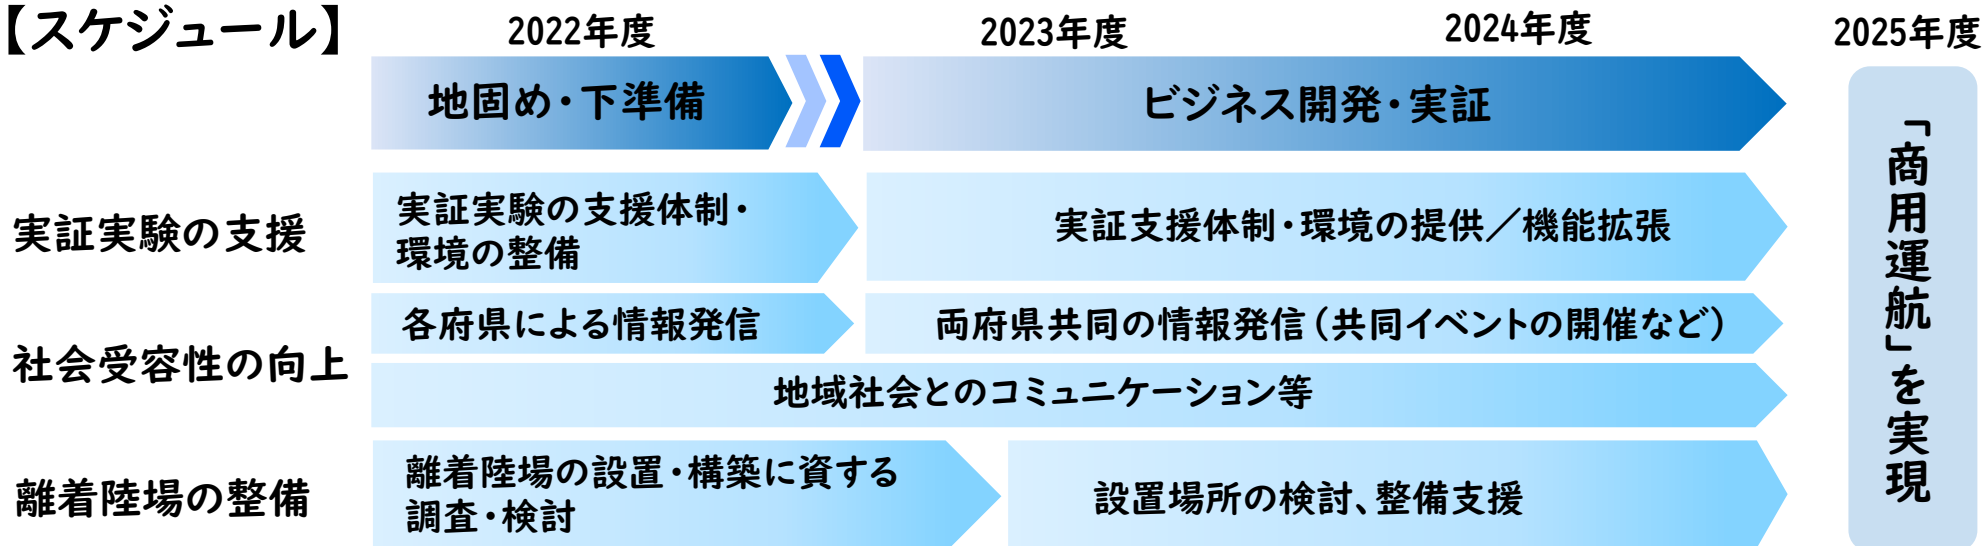 【スケジュール】
2022年度
2023年度
2024年度
2025年度
地固め・下準備
ビジネス開発・実証
実証実験の支援
実証実験の支援体制・
環境の整備
実証支援体制・環境の提供／機能拡張
社会受容性の向上
各府県による情報発信
両府県共同の情報発信（共同イベントの開催など）
地域社会とのコミュニケーション等
離着陸場の整備
離着陸場の設置・構築に資する
調査・検討
設置場所の検討、整備支援
「商用運航」を実現